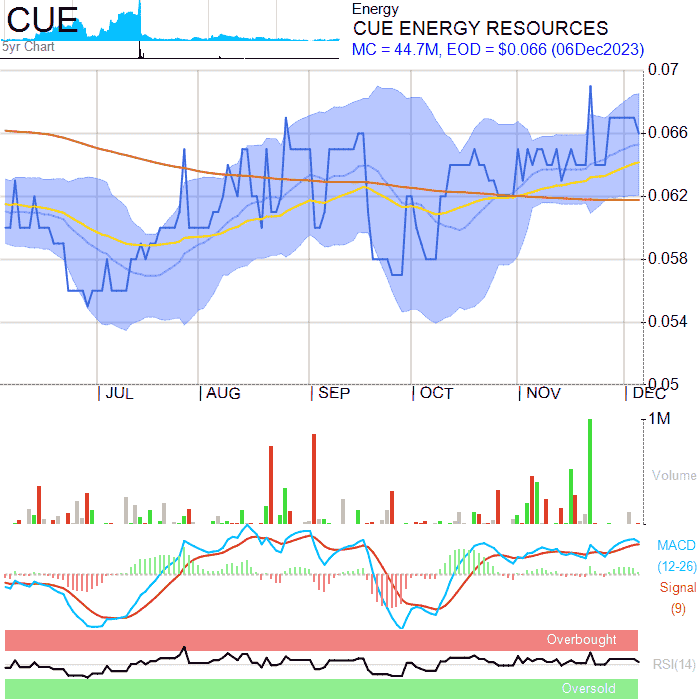 CUE
5yr Chart
Energy
CUE ENERGY RESOURCES
MC = 44.7M, EOD = $0.066 (06Dec2023)
0.07
0.066
0.062
0.058
0.054
0.05
JUL
AUG
SEP
OCT
NOV
DEC
1M
Volume
MACD
(12-26)
Signal
(9)
Overbought
RSI(14)
Oversold